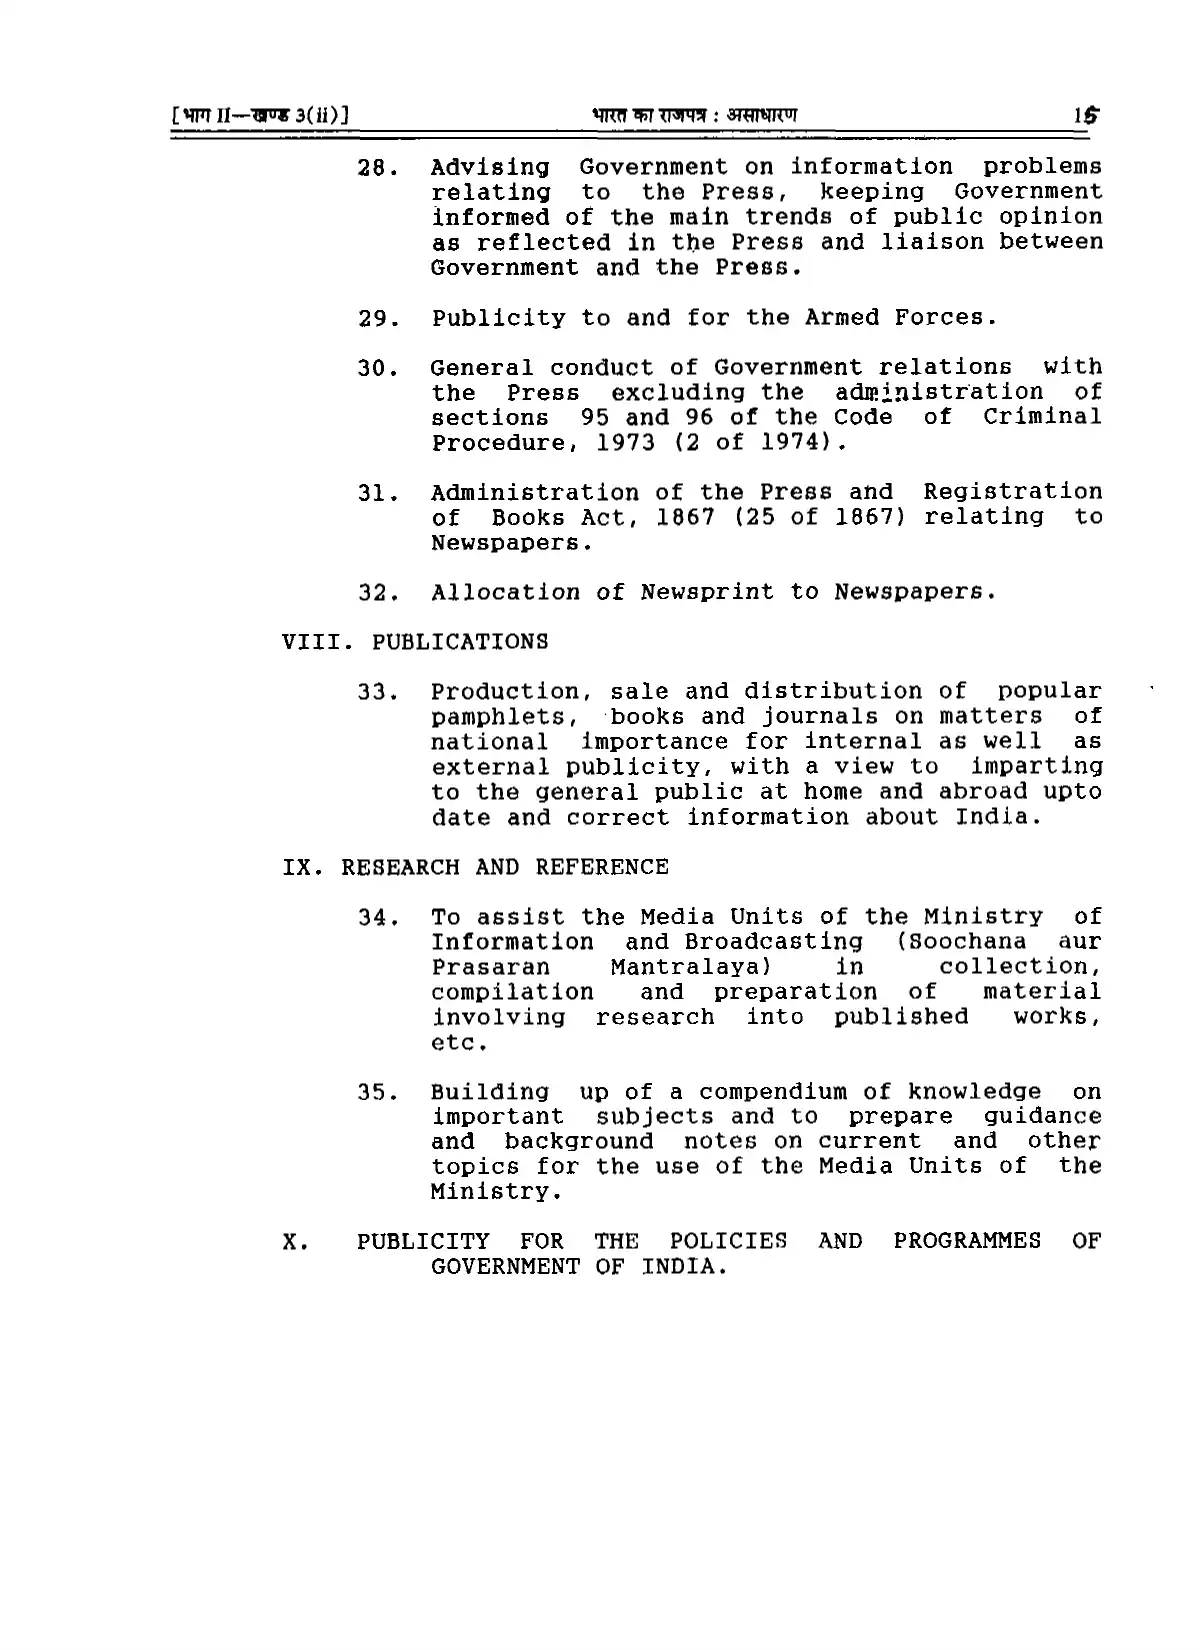 [भाग II—खण्ड 3(ii)] भारत का राजपत्र : असाधारण 15
28. Advising Government on information problems
relating to the Press, keeping Government
informed of the main trends of public opinion
as reflected in the Press and liaison between
Government and the Press.
29. Publicity to and for the Armed Forces.
30. General conduct of Government relations with
the Press excluding the administration of
sections 95 and 96 of the Code of Criminal
Procedure, 1973 (2 of 1974).
31. Administration of the Press and Registration
of Books Act, 1867 (25 of 1867) relating to
Newspapers.
32. Allocation of Newsprint to Newspapers.
VIII. PUBLICATIONS
33. Production, sale and distribution of popular
pamphlets, books and journals on matters of
national importance for internal as well as
external publicity, with a view to imparting
to the general public at home and abroad upto
date and correct information about India.
IX. RESEARCH AND REFERENCE
34. To assist the Media Units of the Ministry of
Information and Broadcasting (Soochana aur
Prasaran Mantralaya) in collection,
compilation and preparation of material
involving research into published works,
etc.
35. Building up of a compendium of knowledge on
important subjects and to prepare guidance
and background notes on current and other
topics for the use of the Media Units of the
Ministry.
X. PUBLICITY FOR THE POLICIES AND PROGRAMMES OF
GOVERNMENT OF INDIA.